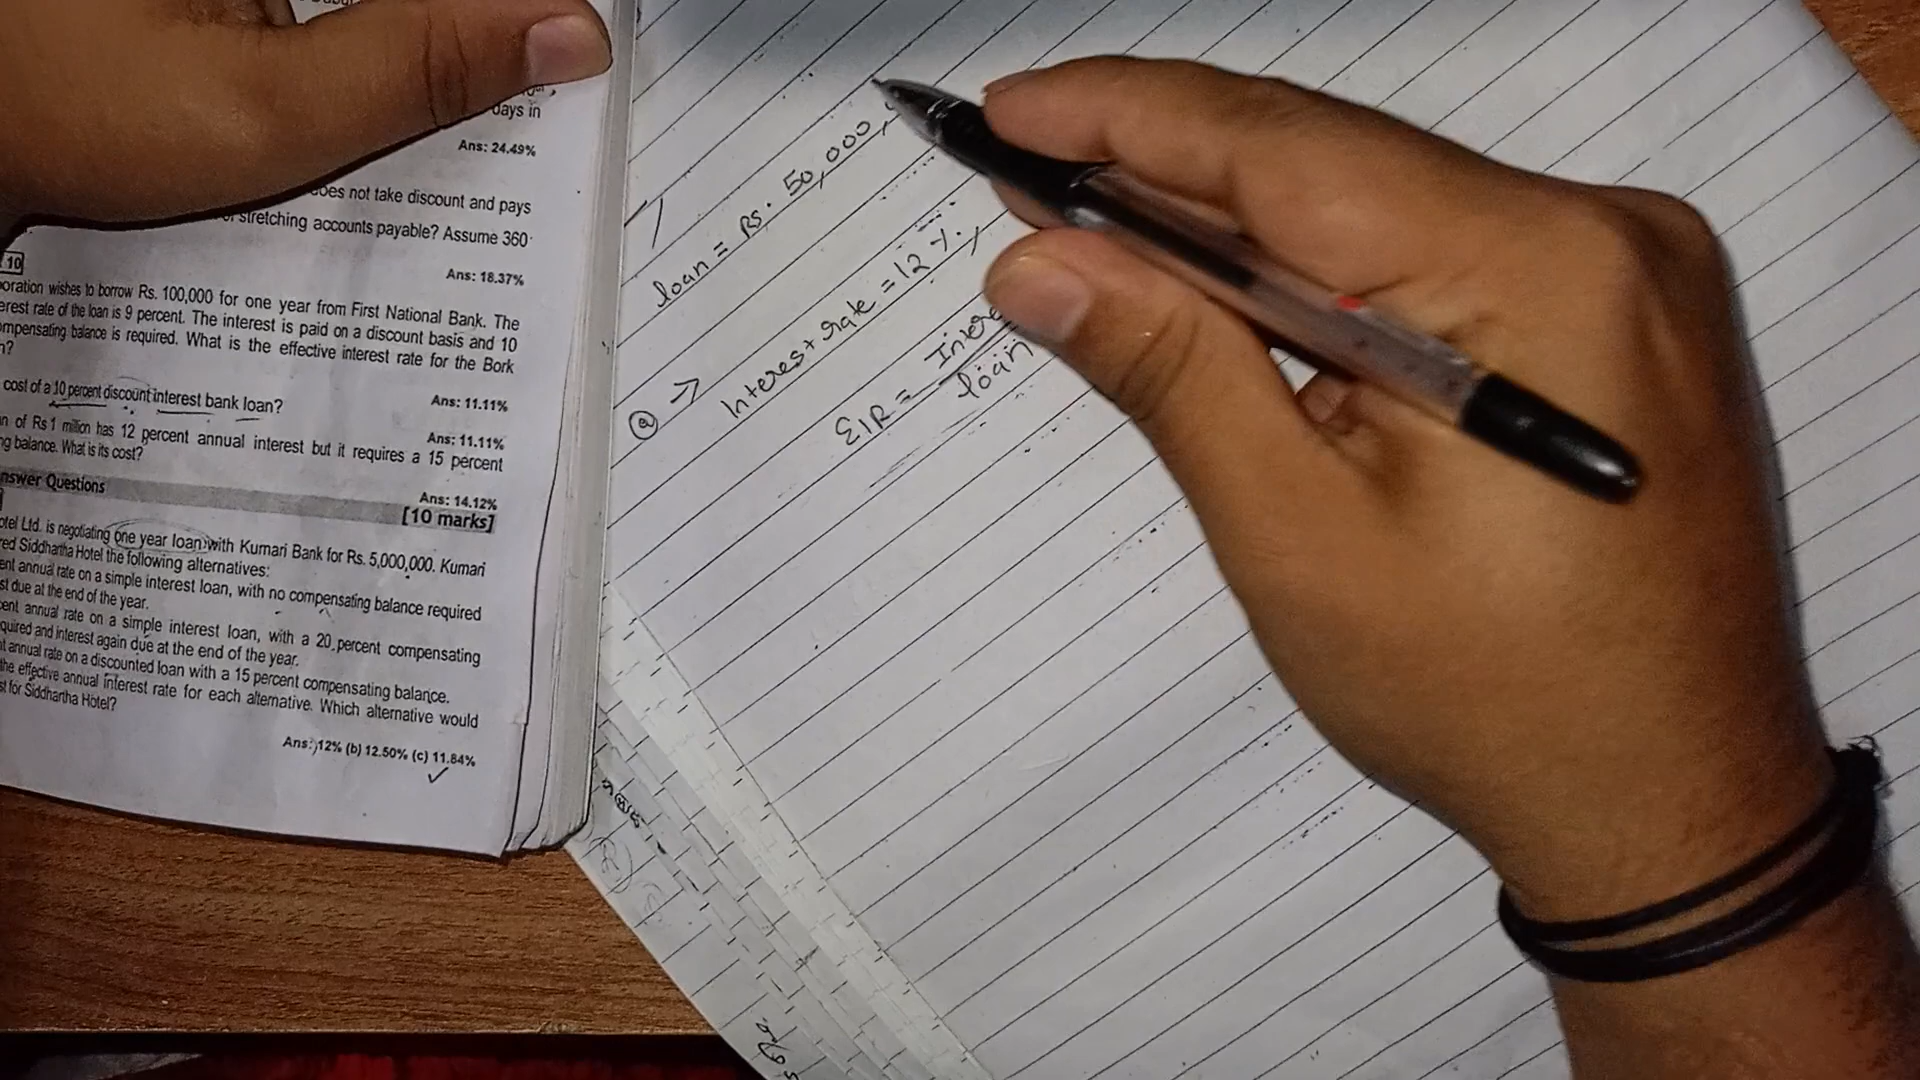 days in
Ans: 24.49%
does not take discount and pays
stretching accounts payable? Assume 360
Ans: 18.37%
10
oration wishes to borrow Rs. 100,000 for one year from First National Bank. The
erest rate of the loan is 9 percent. The interest is paid on a discount basis and 10
ompensating balance is required. What is the effective interest rate for the Bork
n?
Ans: 11.11%
cost of a 10 percent discount interest bank loan?
Ans: 11.11%
n of Rs 1 million has 12 percent annual interest but it requires a 15 percent
ng balance. What is its cost?
Ans: 14.12%
nswer Questions
[10 marks]
otel Ltd. is negotiating one year loan with Kumari Bank for Rs. 5,000,000. Kumari
red Siddhartha Hotel the following alternatives:
ent annual rate on a simple interest loan, with no compensating balance required
st due at the end of the year.
cent annual rate on a simple interest loan, with a 20 percent compensating
quired and interest again due at the end of the year.
t annual rate on a discounted loan with a 15 percent compensating balance.
the effective annual interest rate for each alternative. Which alternative would
st for Siddhartha Hotel?
Ans: 12% (b) 12.50% (c) 11.84%
loan = Rs. 50,000,
(a) → Interest rate = 12%,
EIR = Intere
loan